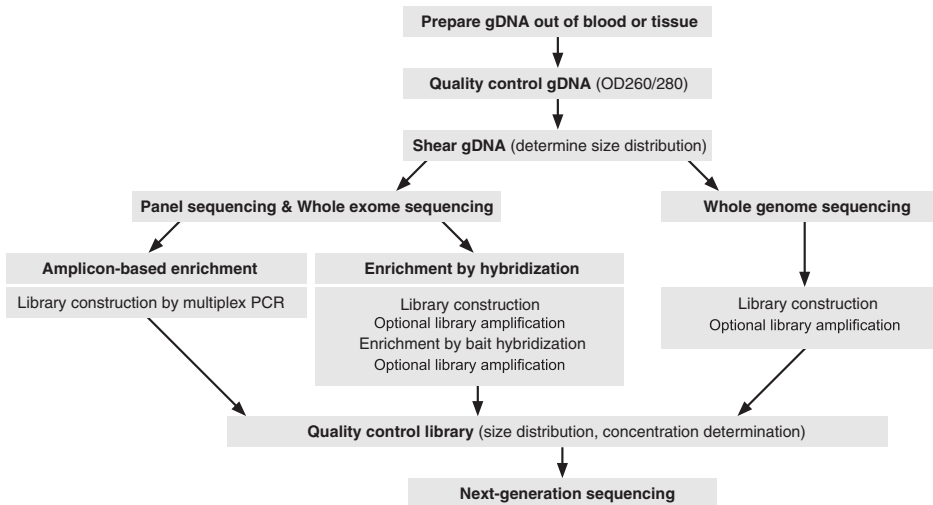 Prepare gDNA out of blood or tissue
Quality control gDNA (OD260/280)
Shear gDNA (determine size distribution)
Panel sequencing & Whole exome sequencing
Whole genome sequencing
Amplicon-based enrichment
Library construction by multiplex PCR
Enrichment by hybridization
Library construction
Optional library amplification
Enrichment by bait hybridization
Optional library amplification
Library construction
Optional library amplification
Quality control library (size distribution, concentration determination)
Next-generation sequencing